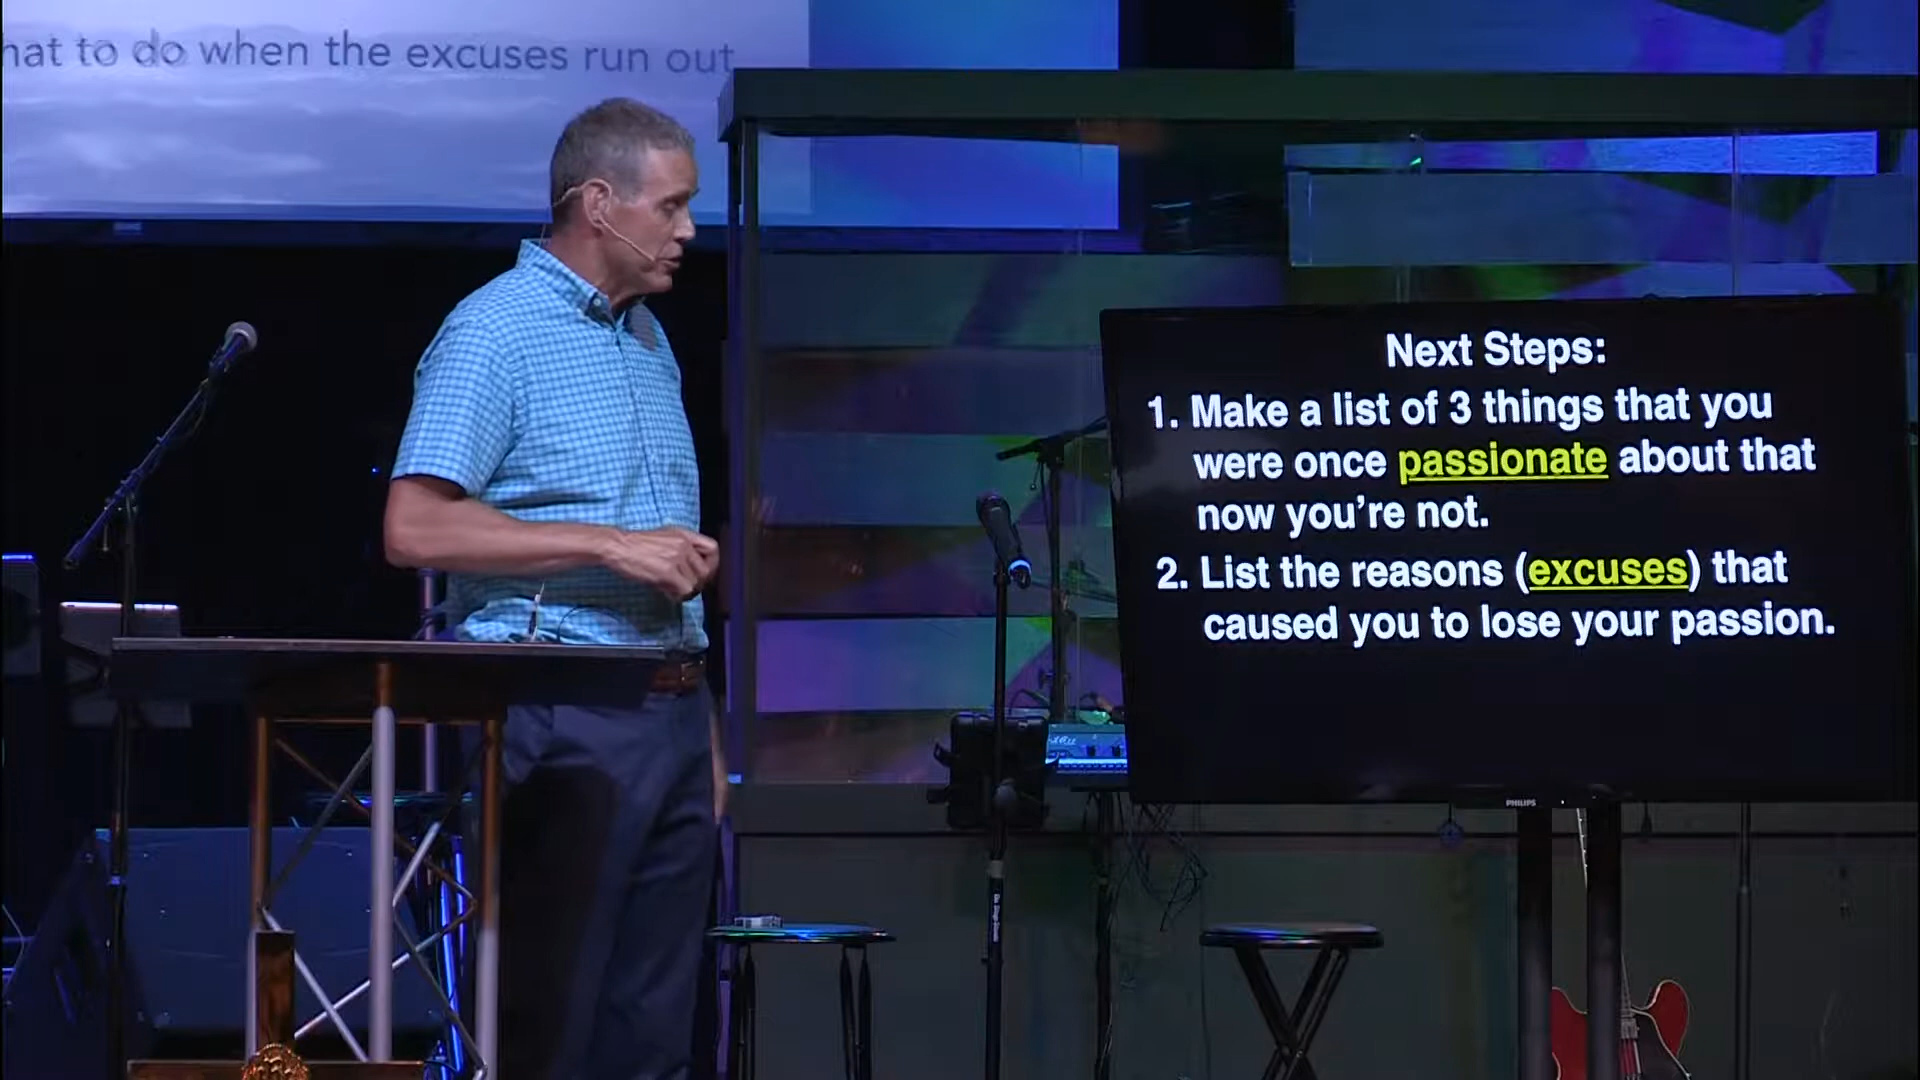 hat to do when the excuses run out
Next Steps:
1. Make a list of 3 things that you
were once passionate about that
now you’re not.
2. List the reasons (excuses) that
caused you to lose your passion.
PHILIPS